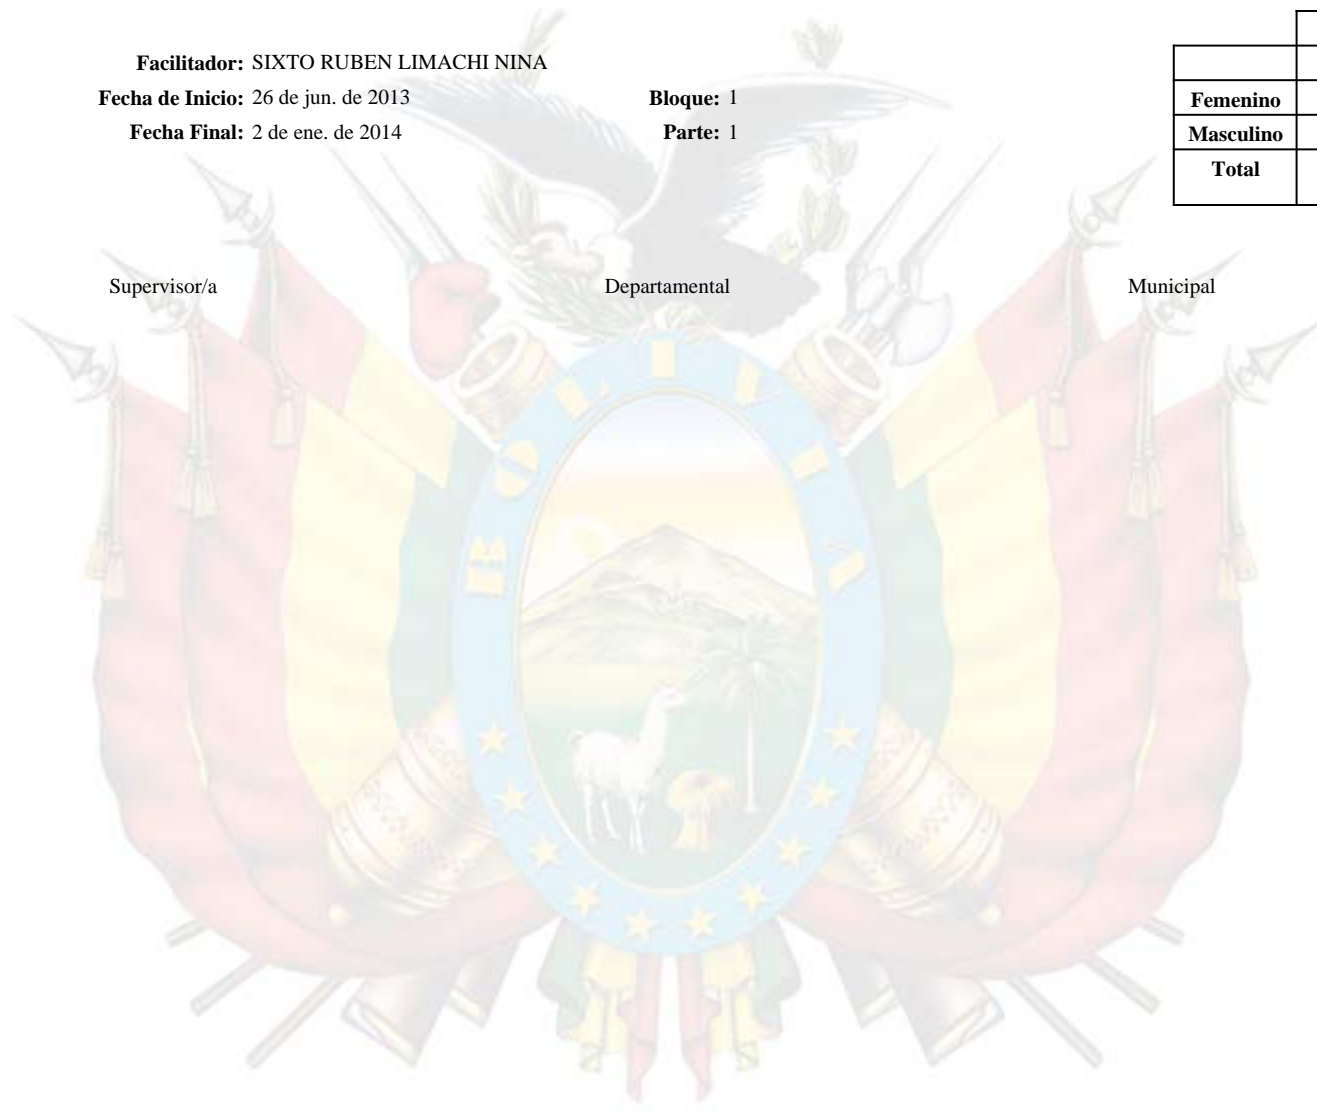 Facilitador: SIXTO RUBEN LIMACHI NINA
Fecha de Inicio: 26 de jun. de 2013 Bloque: 1
Femenino
Fecha Final: 2 de ene. de 2014 Parte: 1
Masculino
Total
Supervisor/a Departamental Municipal
BOLIVIA